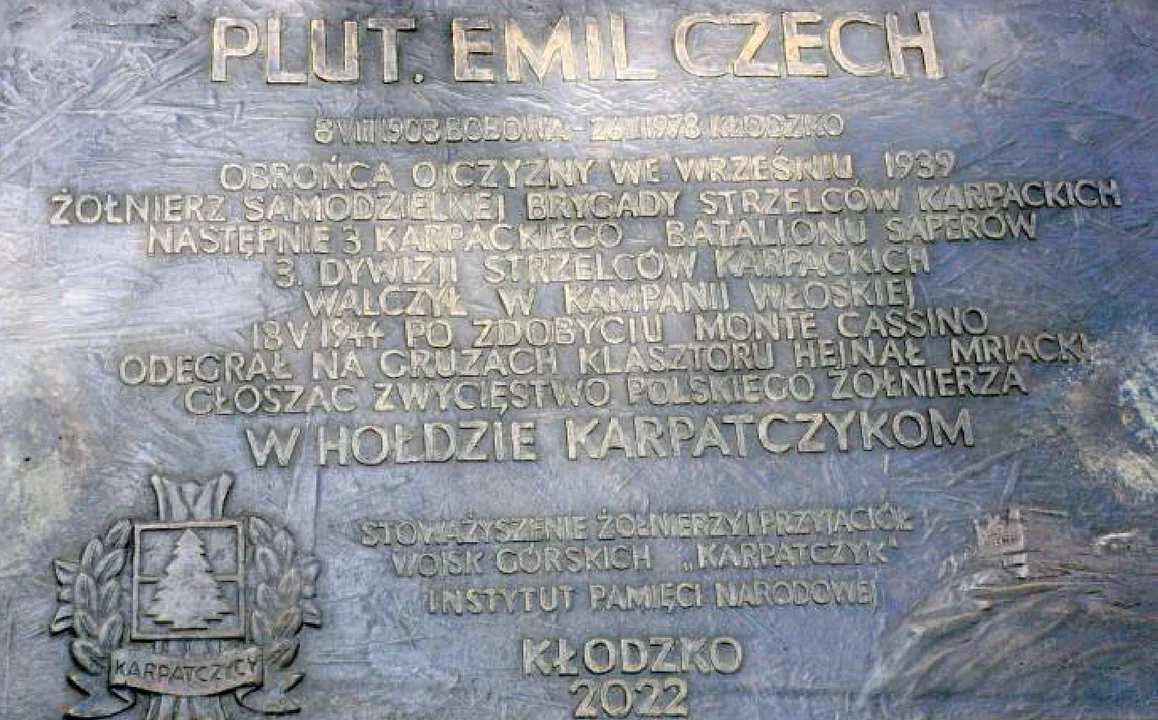 PLUT. EMIL CZECH
8 VIII 1908 BOBOWA - 26 I 1978 KŁODZKO
OBROŃCA OJCZYZNY WE WRZEŚNIU 1939
ŻOŁNIERZ SAMODZIELNEJ BRYGADY STRZELCÓW KARPACKICH
NASTĘPNIE 3 KARPACKIEGO BATALIONU SAPERÓW
3. DYWIZJI STRZELCÓW KARPACKICH
WALCZYŁ W KAMPANII WŁOSKIEJ
18 V 1944 PO ZDOBYCIU MONTE CASSINO
ODEGRAŁ NA GRUZACH KLASZTORU HEJNAŁ MRIACKI
GŁOSZĄC ZWYCIĘSTWO POLSKIEGO ŻOŁNIERZA
W HOŁDZIE KARPATCZYKOM
STOWAŻYSZENIE ŻOŁNIERZY I PRZYJACIÓŁ
WOJSK GÓRSKICH „KARPATCZYK"
INSTYTUT PAMIĘCI NARODOWEJ
KARPATCZYCY
KŁODZKO
2022